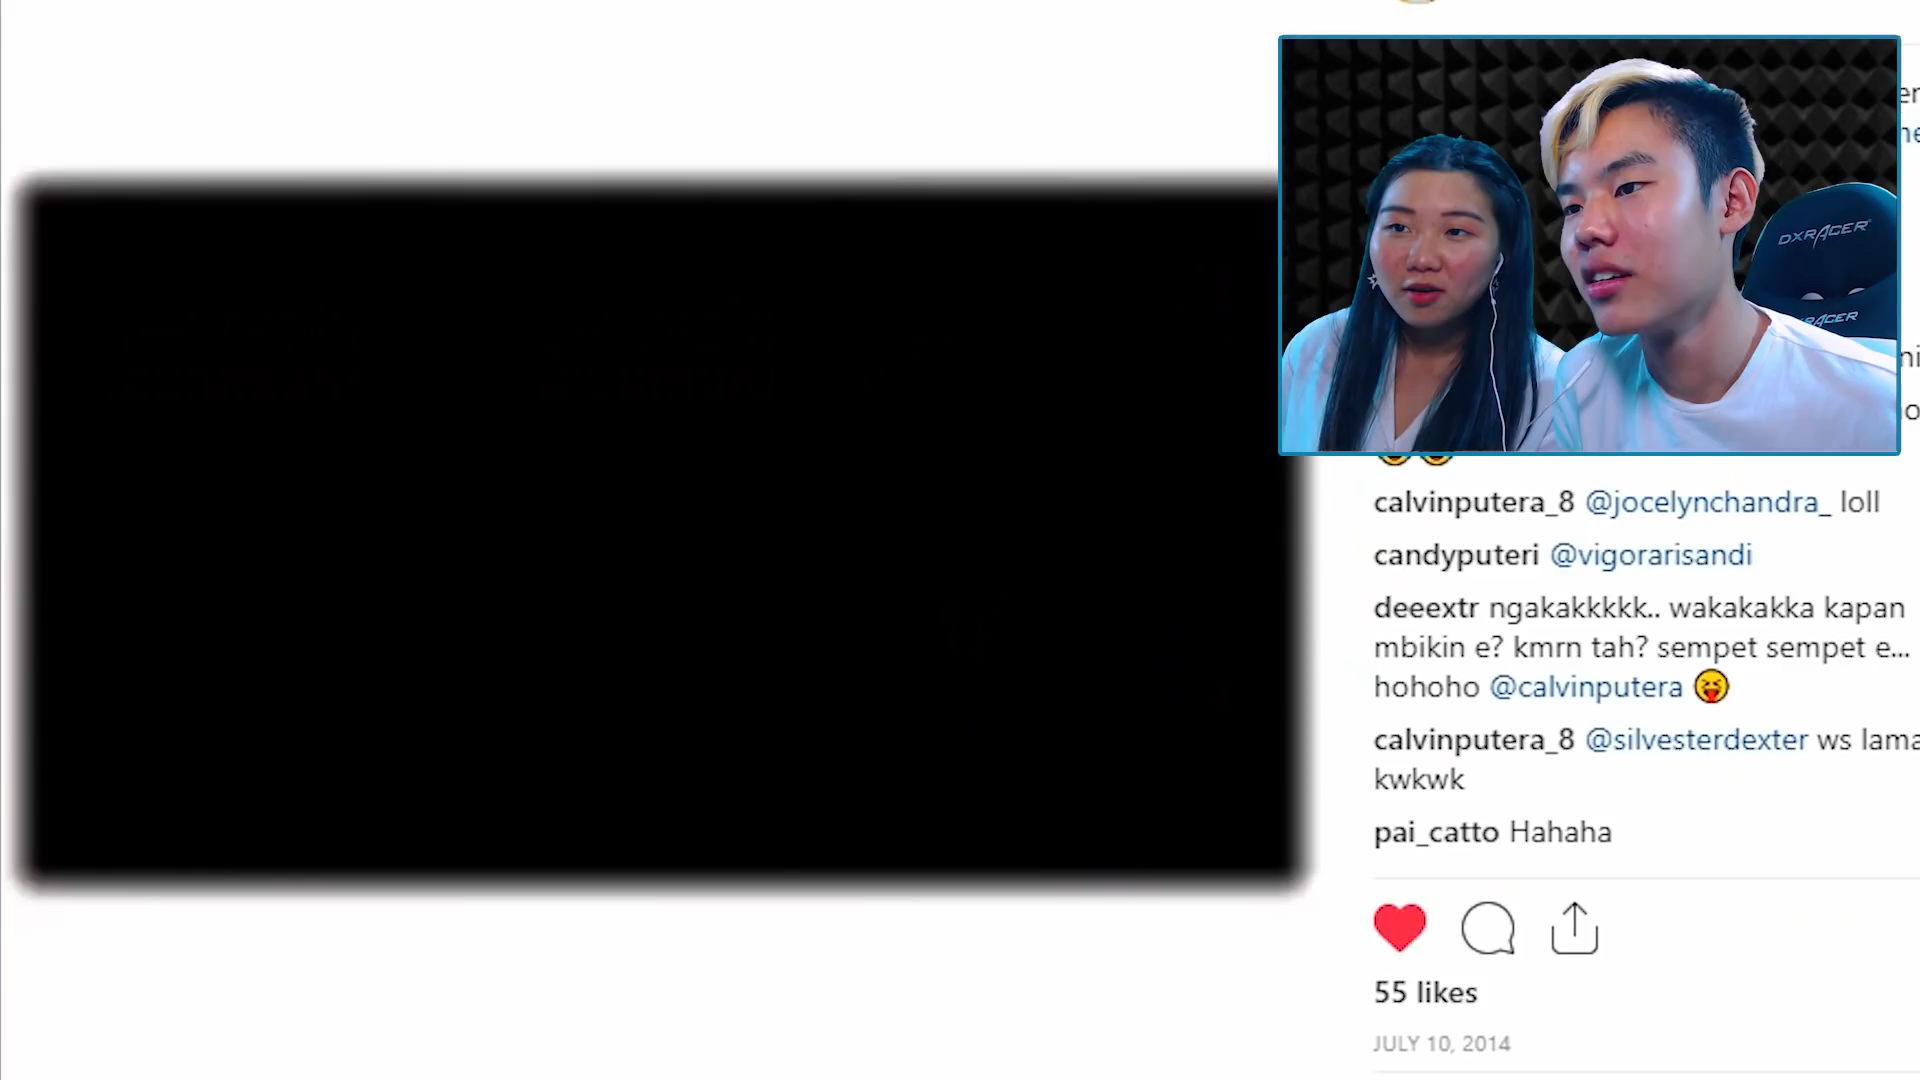 DXRACER
calvinputera_8 @jocelynchandra_ loll
candyputeri @vigorarisandi
deeextr ngakakkkkk.. wakakakka kapan
mbikin e? kmrn tah? sempet sempet e...
hohoho @calvinputera
calvinputera_8 @silvesterdexter ws lama
kwkwk
pai_catto Hahaha
55 likes
JULY 10, 2014